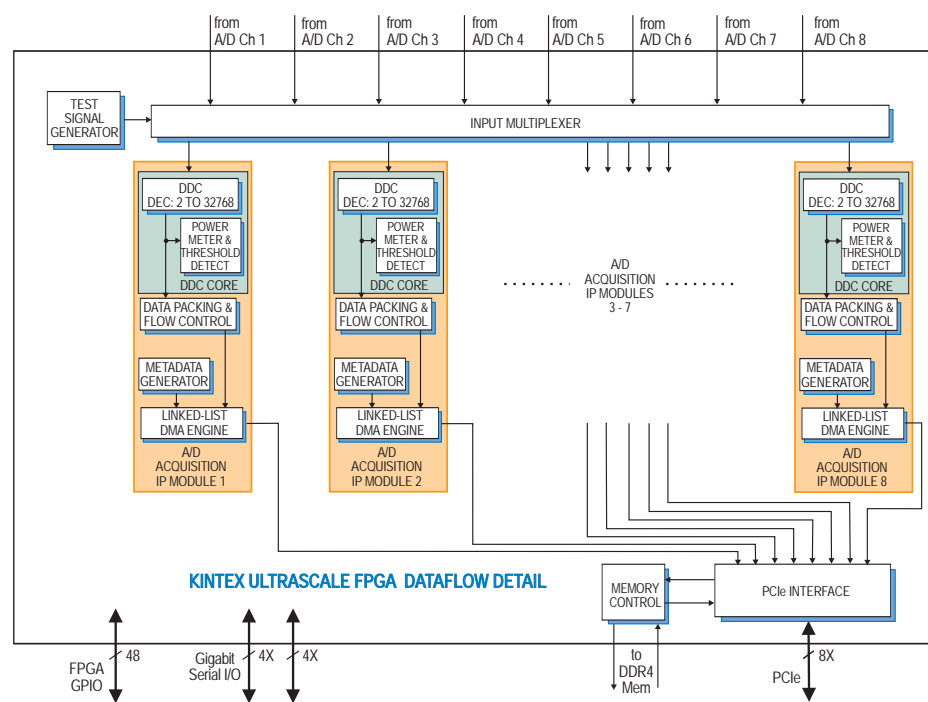 from
A/D Ch 1
from
A/D Ch 2
from
A/D Ch 3
from
A/D Ch 4
from
A/D Ch 5
from
A/D Ch 6
from
A/D Ch 7
from
A/D Ch 8
TEST
SIGNAL
GENERATOR
INPUT MULTIPLEXER
DDC
DEC: 2 TO 32768
POWER
METER &
THRESHOLD
DETECT
DDC CORE
DATA PACKING &
FLOW CONTROL
METADATA
GENERATOR
LINKED-LIST
DMA ENGINE
A/D
ACQUISITION
IP MODULE 1
DDC
DEC: 2 TO 32768
POWER
METER &
THRESHOLD
DETECT
DDC CORE
DATA PACKING &
FLOW CONTROL
METADATA
GENERATOR
LINKED-LIST
DMA ENGINE
A/D
ACQUISITION
IP MODULE 2
A/D
ACQUISITION
IP MODULES
3 - 7
DDC
DEC: 2 TO 32768
POWER
METER &
THRESHOLD
DETECT
DDC CORE
DATA PACKING &
FLOW CONTROL
METADATA
GENERATOR
LINKED-LIST
DMA ENGINE
A/D
ACQUISITION
IP MODULE 8
KINTEX ULTRASCALE FPGA DATAFLOW DETAIL
MEMORY
CONTROL
PCIe INTERFACE
48
FPGA
GPIO
Gigabit
Serial I/O
4X
4X
to
DDR4
Mem
8X
PCIe